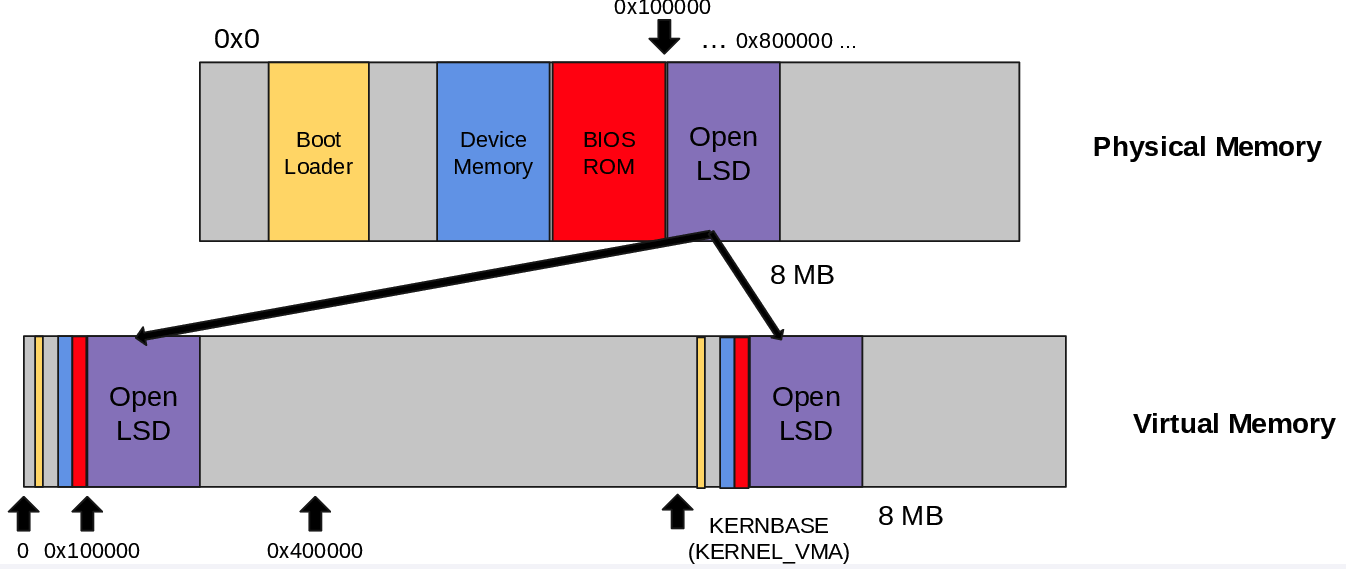 0x100000
0x0
... 0x800000 ...
Boot
Loader
Device
Memory
BIOS
ROM
Open
LSD
Physical Memory
8 MB
Open
LSD
Open
LSD
Virtual Memory
0
0x100000
0x400000
KERNBASE
(KERNEL_VMA)
8 MB